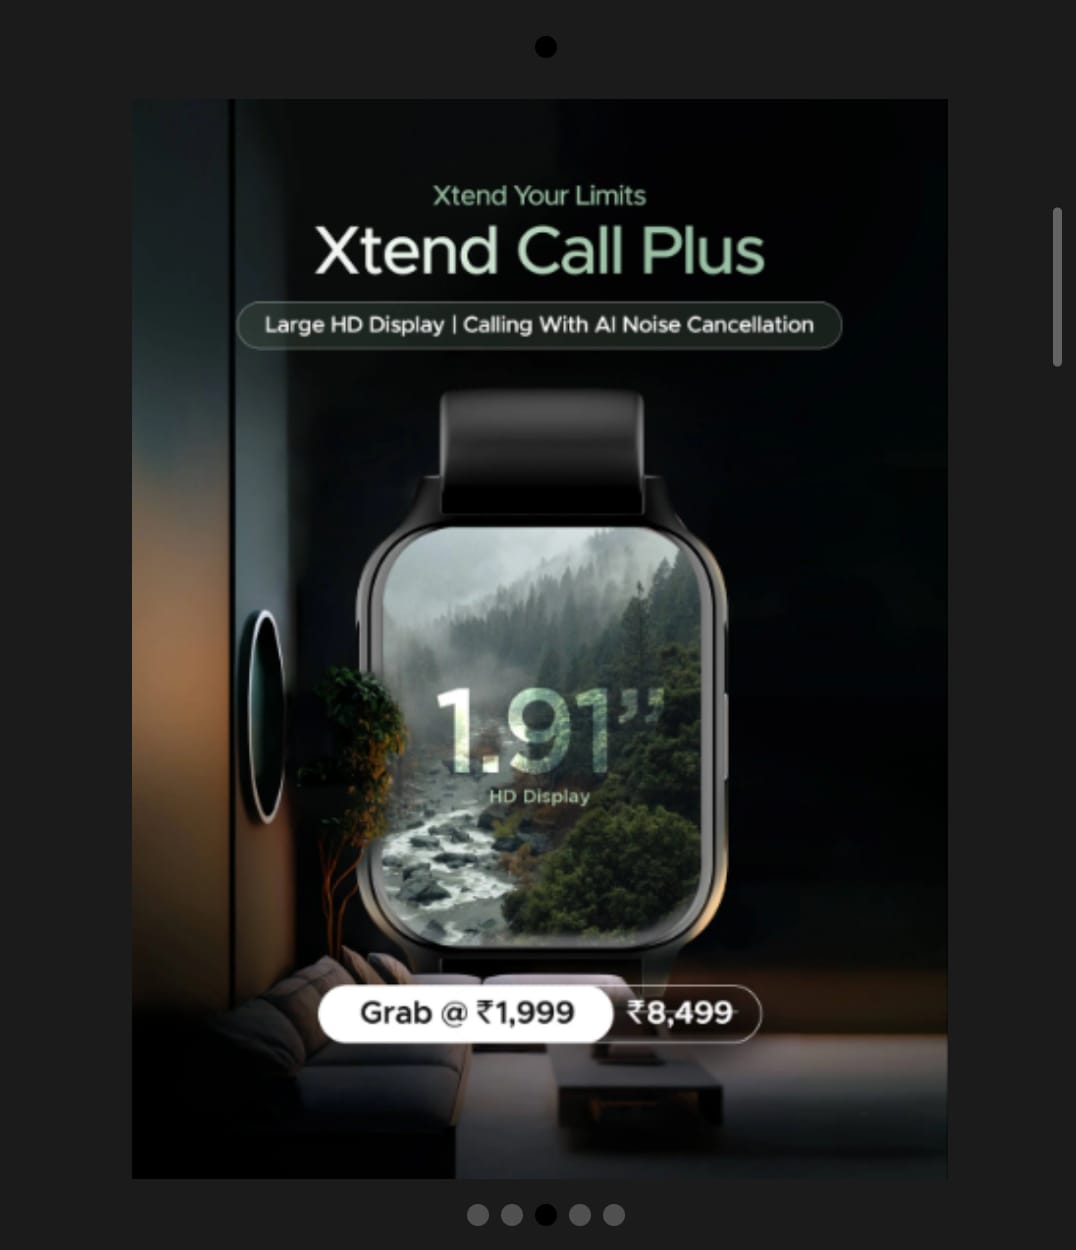 Xtend Your Limits
Xtend Call Plus
Large HD Display | Calling With AI Noise Cancellation
1.91”
HD Display
Grab @ ₹1,999 ₹8,499